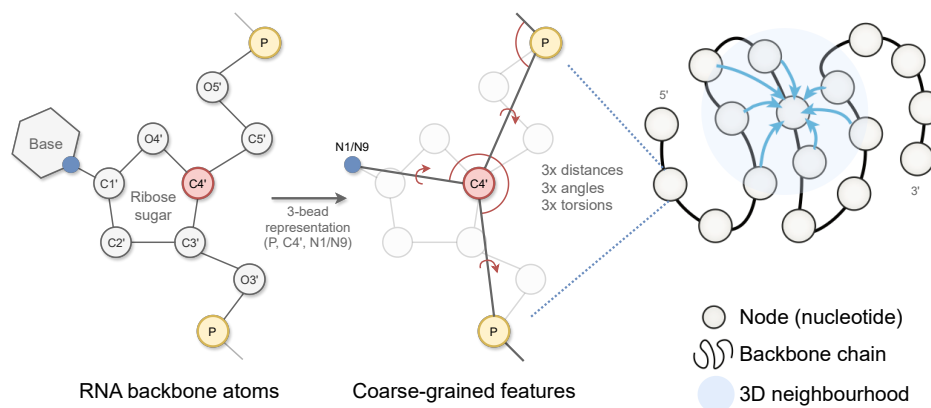 P
O5'
Base
O4'
C5'
C1'
Ribose
sugar
C4'
C2'
C3'
O3'
P
RNA backbone atoms
3-bead
representation
(P, C4', N1/N9)
P
N1/N9
C4'
3x distances
3x angles
3x torsions
P
Coarse-grained features
5'
3'
Node (nucleotide)
Backbone chain
3D neighbourhood